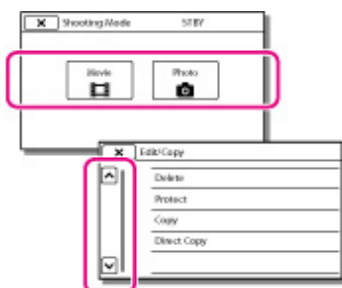 Shooting Mode STBY
Movie Photo
Edit/Copy
Delete
Protect
Copy
Direct Copy